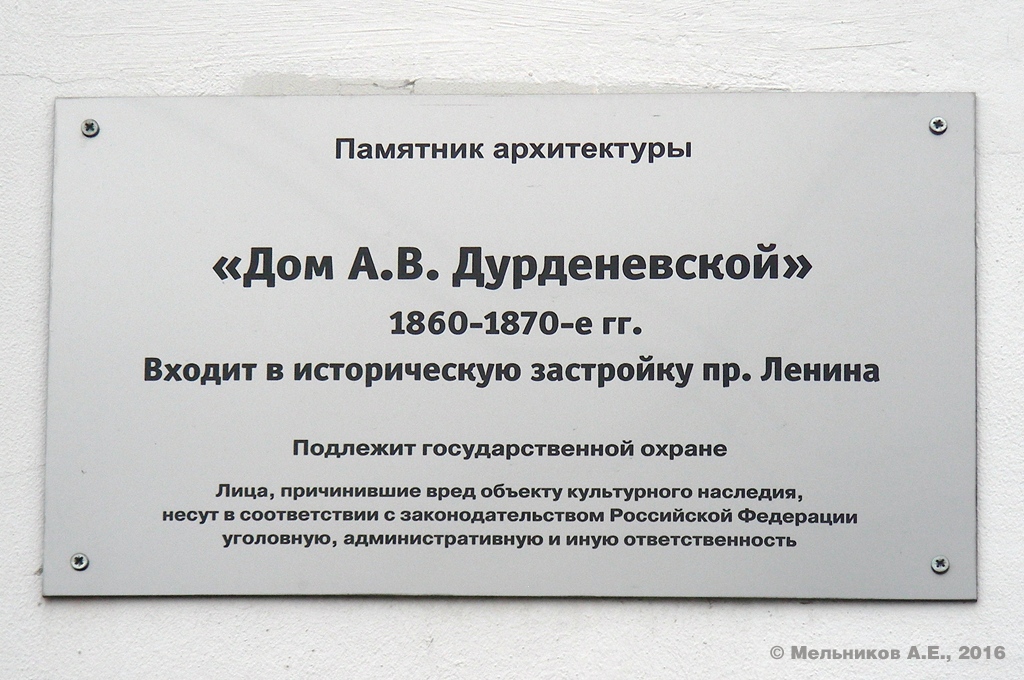 Памятник архитектуры
«Дом А.В. Дурденевской»
1860-1870-е гг.
Входит в историческую застройку пр. Ленина
Подлежит государственной охране
Лица, причинившие вред объекту культурного наследия,
несут в соответствии с законодательством Российской Федерации
уголовную, административную и иную ответственность
© Мельников А.Е., 2016